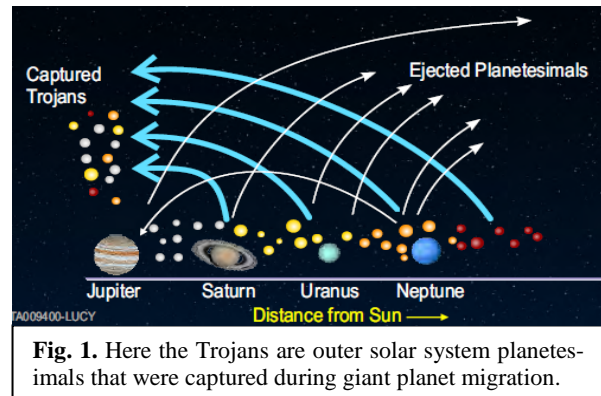 Captured
Trojans
Ejected Planetesimals
Jupiter Saturn Uranus Neptune
TA009400-LUCY
Distance from Sun →
Fig. 1. Here the Trojans are outer solar system planetes-
imals that were captured during giant planet migration.